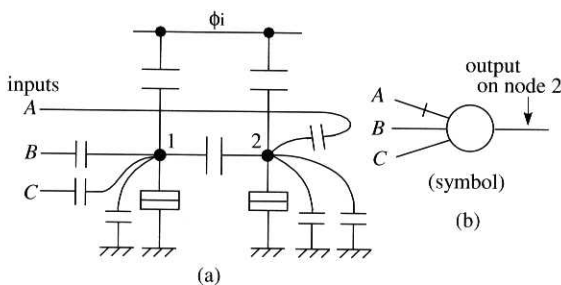 ϕi
inputs
A
B
C
1
2
(a)
output
on node 2
A
B
C
(symbol)
(b)